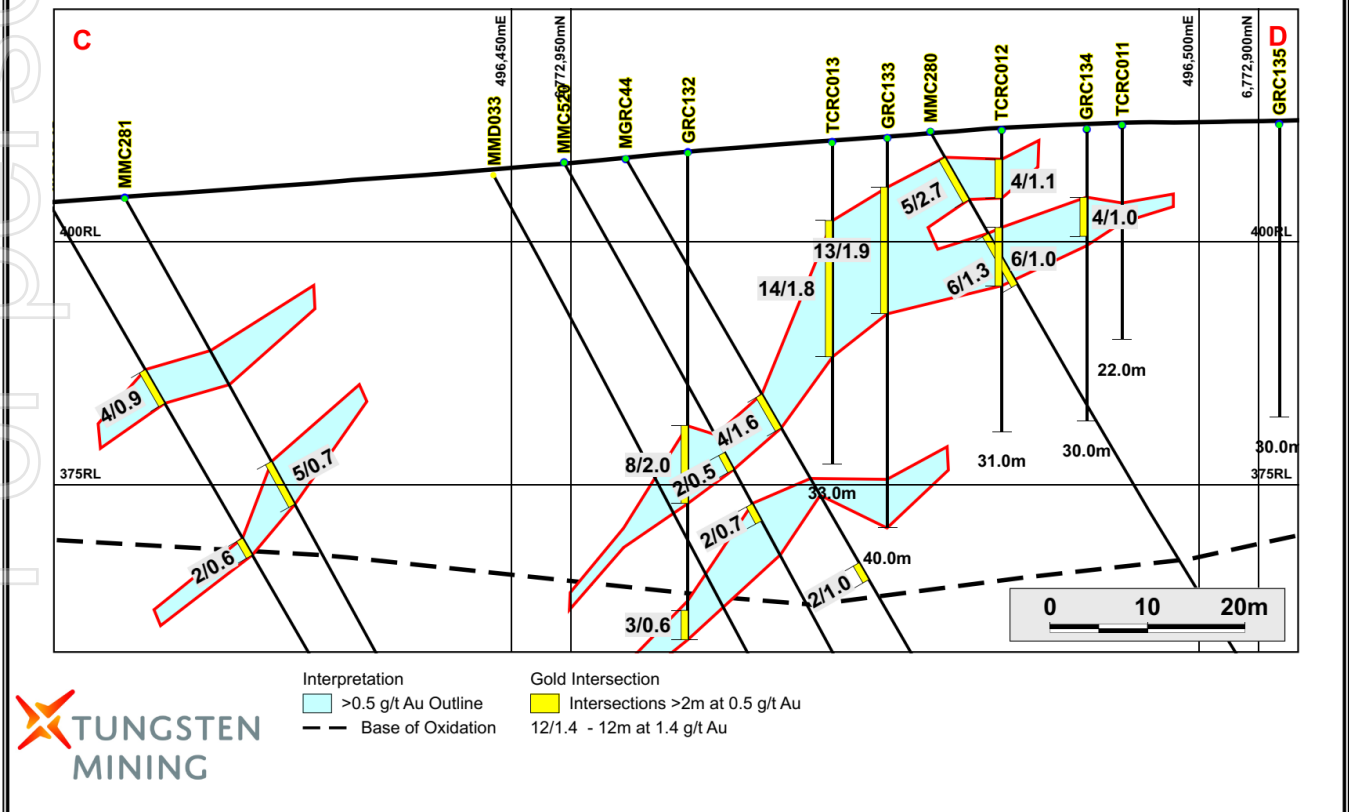 C
MMC281
MMD033
496,450mE
MMC520
6,772,950mN
MGRC44
GRC132
TCRC013
GRC133
MMC280
TCRC012
GRC134
TCRC011
496,500mE
6,772,900mN
D
GRC135
400RL
400RL
375RL
375RL
4/0.9
5/0.7
2/0.6
8/2.0
2/0.5
4/1.6
2/0.7
3/0.6
2/1.0
14/1.8
13/1.9
5/2.7
4/1.1
6/1.3
6/1.0
4/1.0
33.0m
40.0m
31.0m
30.0m
22.0m
30.0m
0 10 20m
Interpretation
>0.5 g/t Au Outline
Base of Oxidation
Gold Intersection
Intersections >2m at 0.5 g/t Au
12/1.4 - 12m at 1.4 g/t Au
TUNGSTEN
MINING